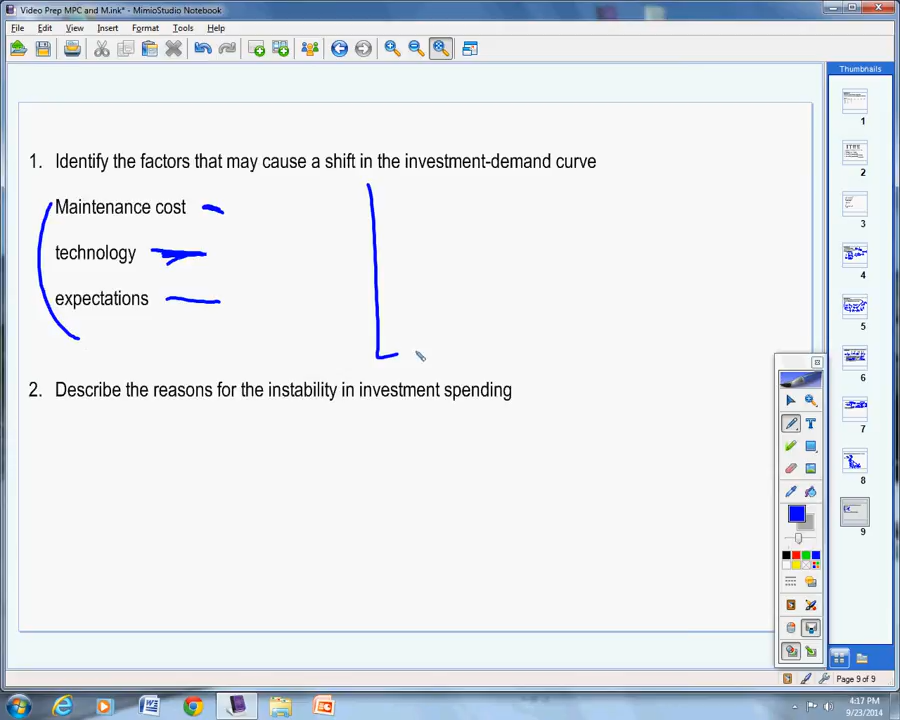 Video Prep MPC and M.ink* - MimioStudio Notebook
File Edit View Insert Format Tools Help
Thumbnails
1. Identify the factors that may cause a shift in the investment-demand curve
Maintenance cost
technology
expectations
2. Describe the reasons for the instability in investment spending
1
2
3
4
5
6
7
8
9
Page 9 of 9
4:17 PM
9/23/2014